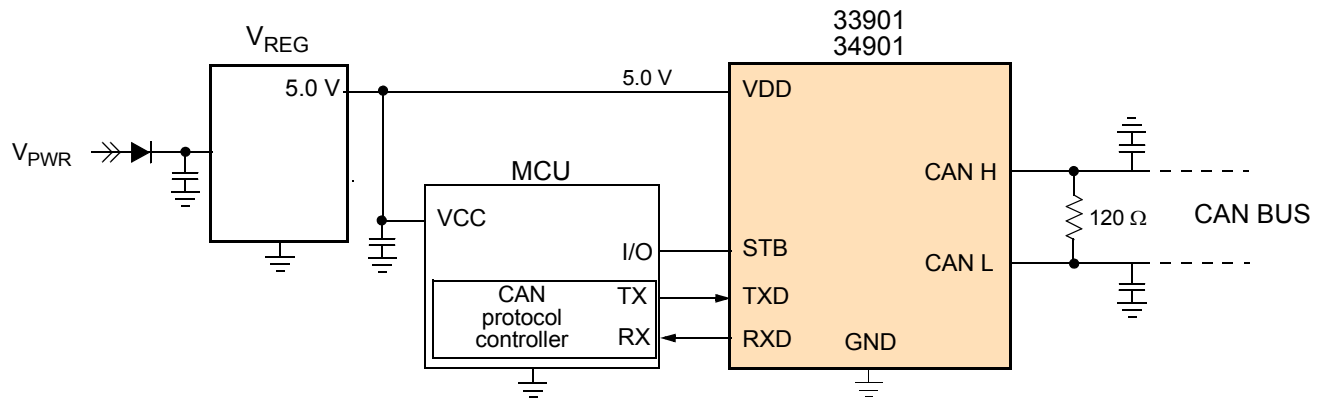 33901
34901
VREG
5.0 V
5.0 V
VDD
VPWR
MCU
CAN H
VCC
120 Ω
CAN BUS
I/O
STB
CAN L
CAN
protocol
controller
TX
TXD
RX
RXD
GND